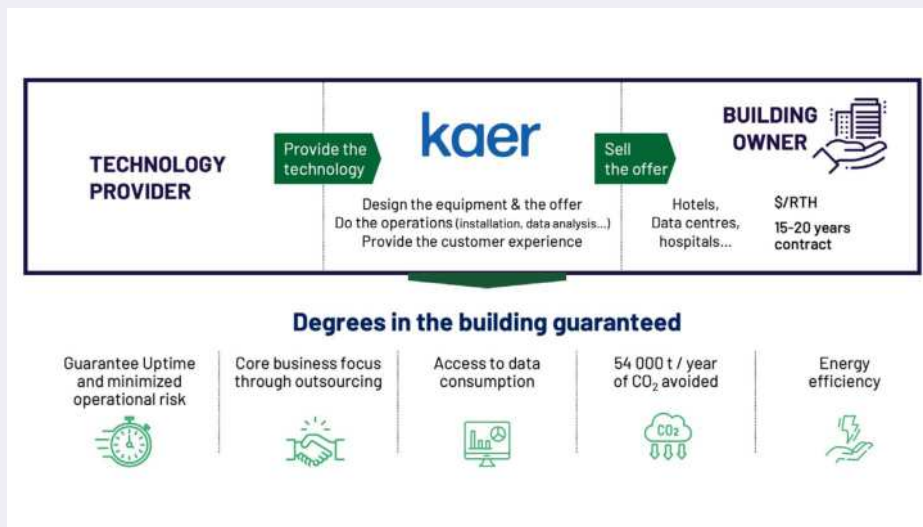 TECHNOLOGY
PROVIDER
Provide the
technology
kaer
Design the equipment & the offer
Do the operations (installation, data analysis...)
Provide the customer experience
Sell
the offer
BUILDING
OWNER
Hotels,
Data centres,
hospitals...
$/RTH
15-20 years
contract
Degrees in the building guaranteed
Guarantee Uptime
and minimized
operational risk
Core business focus
through outsourcing
Access to data
consumption
54 000 t / year
of CO₂ avoided
CO₂
Energy
efficiency